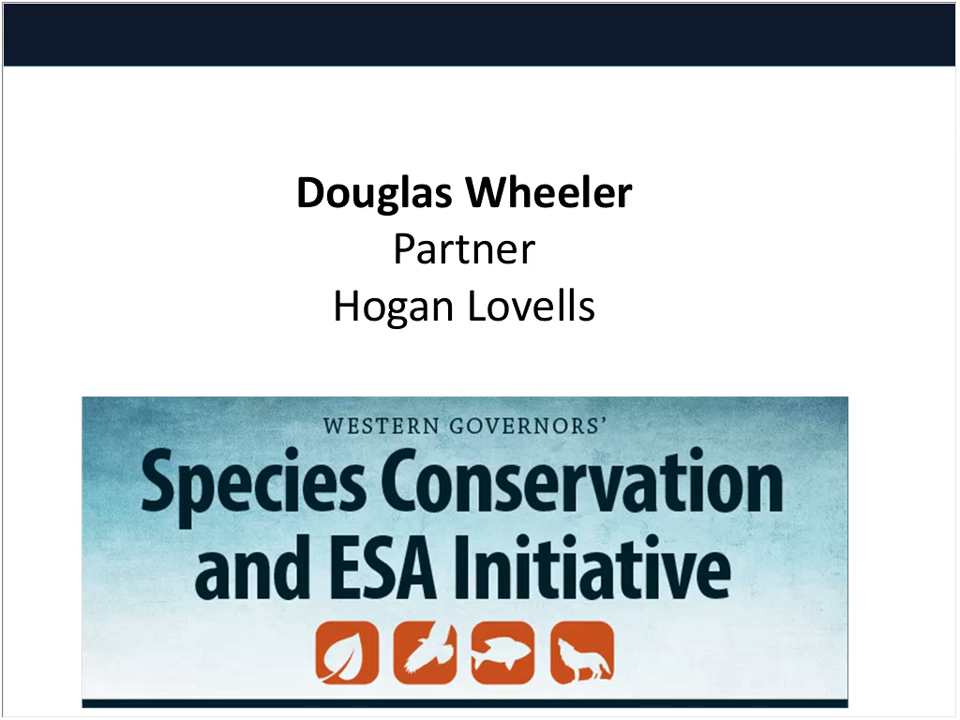 Douglas Wheeler
Partner
Hogan Lovells
WESTERN GOVERNORS’
Species Conservation
and ESA Initiative